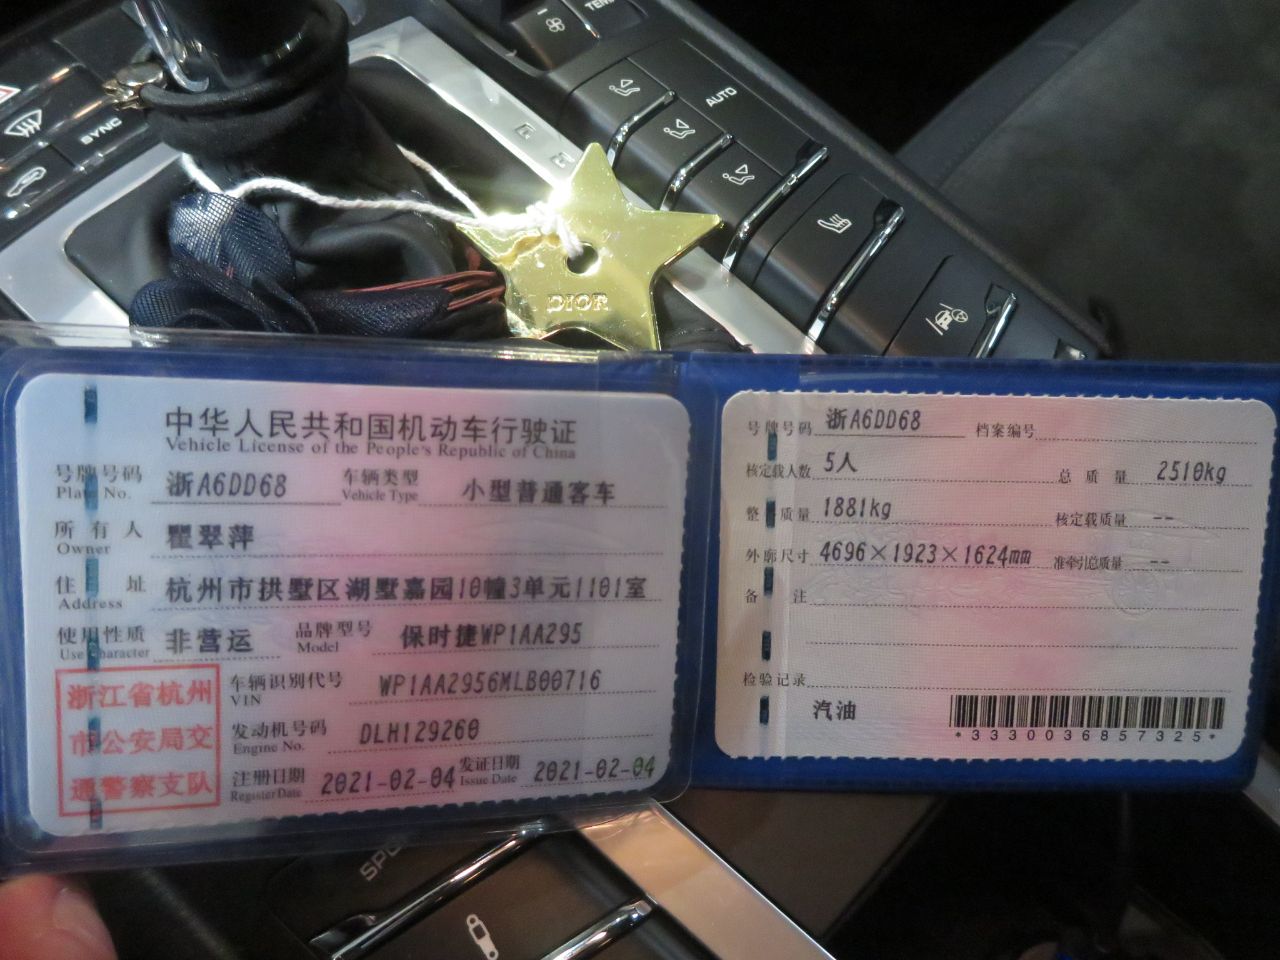 TEMP
AUTO
SYNC
DIOR
中华人民共和国机动车行驶证
Vehicle License of the People's Republic of China
号牌号码 浙A6DD68 车辆类型 小型普通客车
Plate No. Vehicle Type
所有人 瞿翠萍
Owner
住址 杭州市拱墅区湖墅嘉园10幢3单元1101室
Address
使用性质 非营运 品牌型号 保时捷WP1AA295
Use Character Model
浙江省杭州
市公安局交
通警察支队
车辆识别代号 WP1AA2956MLB00716
VIN
发动机号码 DLH129260
Engine No.
注册日期 2021-02-04 发证日期 2021-02-04
Register Date Issue Date
号牌号码 浙A6DD68 档案编号
核定载人数 5人 总质量 2510kg
整备质量 1881kg 核定载质量 --
外廓尺寸 4696×1923×1624mm 准牵引总质量 --
备注
检验记录
汽油
*3330036857325*